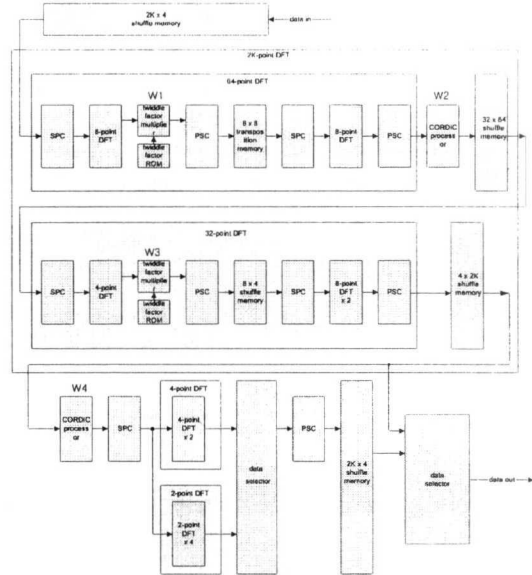 2K x 4
shuffle memory
data in
2K-point DFT
64-point DFT
W1
W2
SPC
8-point
DFT
twiddle
factor
multiplie
r
twiddle
factor
ROM
PSC
8 x 8
transpos
ition
memory
SPC
8-point
DFT
PSC
CORDIC
process
or
32 x 64
shuffle
memory
32-point DFT
W3
SPC
4-point
DFT
twiddle
factor
multiplie
r
twiddle
factor
ROM
PSC
8 x 4
shuffle
memory
SPC
8-point
DFT
x 2
PSC
4 x 2K
shuffle
memory
W4
CORDIC
process
or
SPC
4-point DFT
4-point
DFT
x 2
2-point DFT
2-point
DFT
x 4
data
selector
PSC
2K x 4
shuffle
memory
data
selector
data out